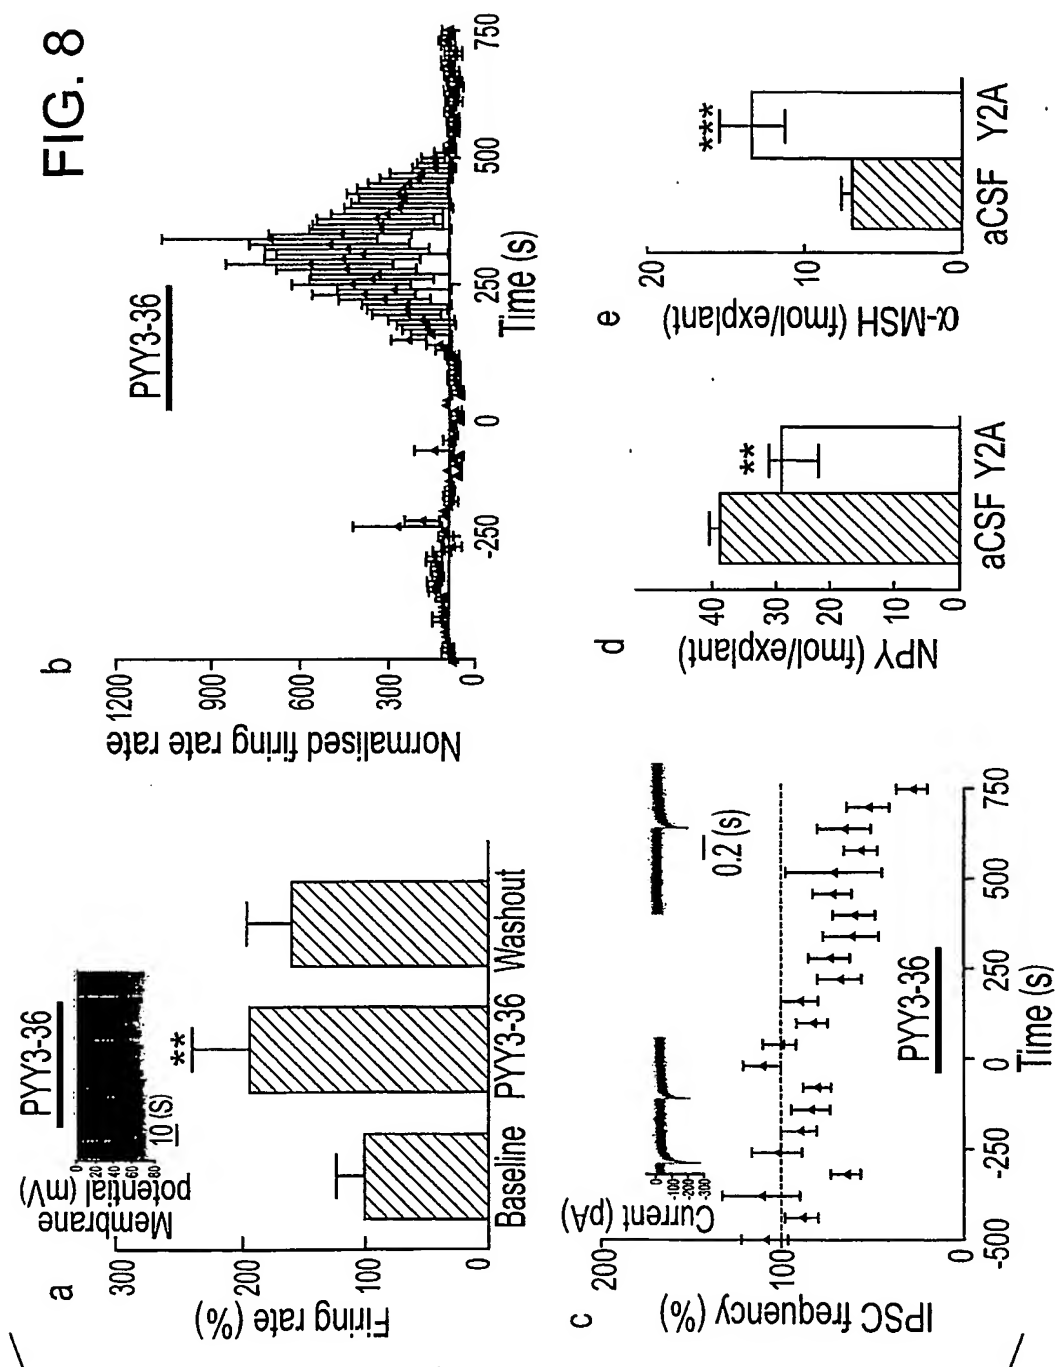 FIG. 8
a
PYY3-36
Membrane
potential (mV)
0
20
40
60
80
10 (S)
Firing rate (%)
300
200
100
0
**
Baseline
PYY3-36
Washout
b
PYY3-36
Normalised firing rate rate
1200
900
600
300
0
-250
0
250
500
750
Time (s)
c
Current (pA)
0
-100
-200
-300
0.2 (s)
IPSC frequency (%)
200
100
0
PYY3-36
-500
-250
0
250
500
750
Time (s)
d
NPY (fmol/explant)
40
30
20
10
0
**
aCSF
Y2A
e
α-MSH (fmol/explant)
20
10
0
***
aCSF
Y2A